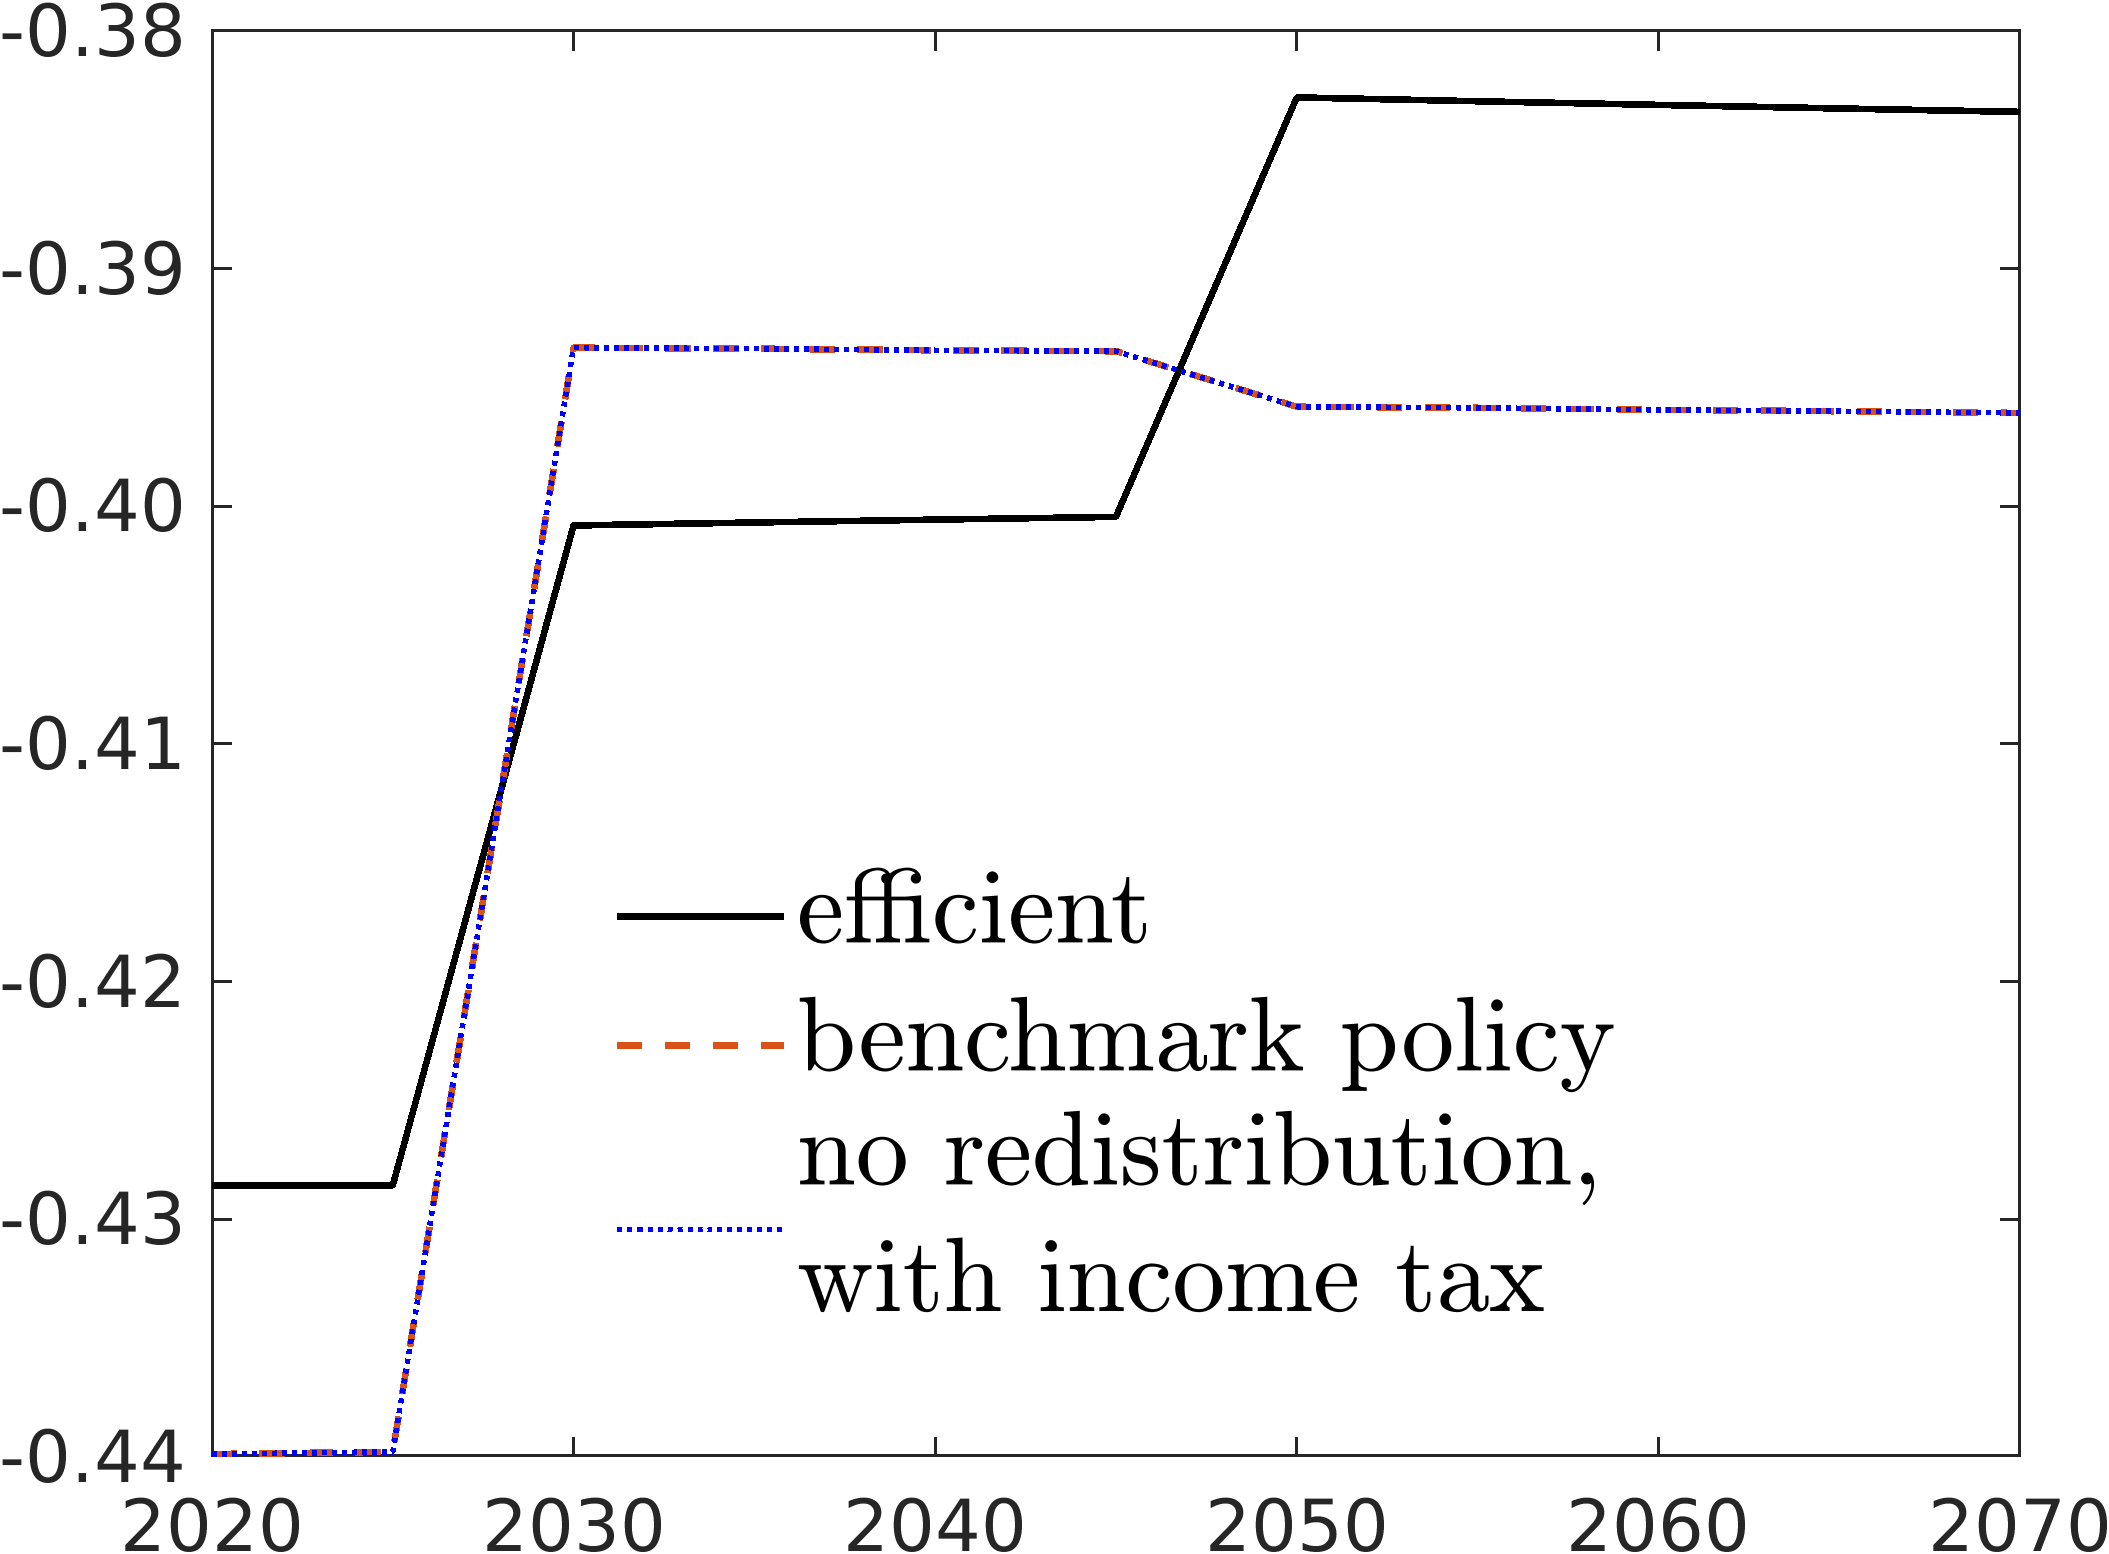 -0.38
-0.39
-0.40
-0.41
-0.42
-0.43
-0.44
efficient
benchmark policy
no redistribution,
with income tax
2020 2030 2040 2050 2060 2070